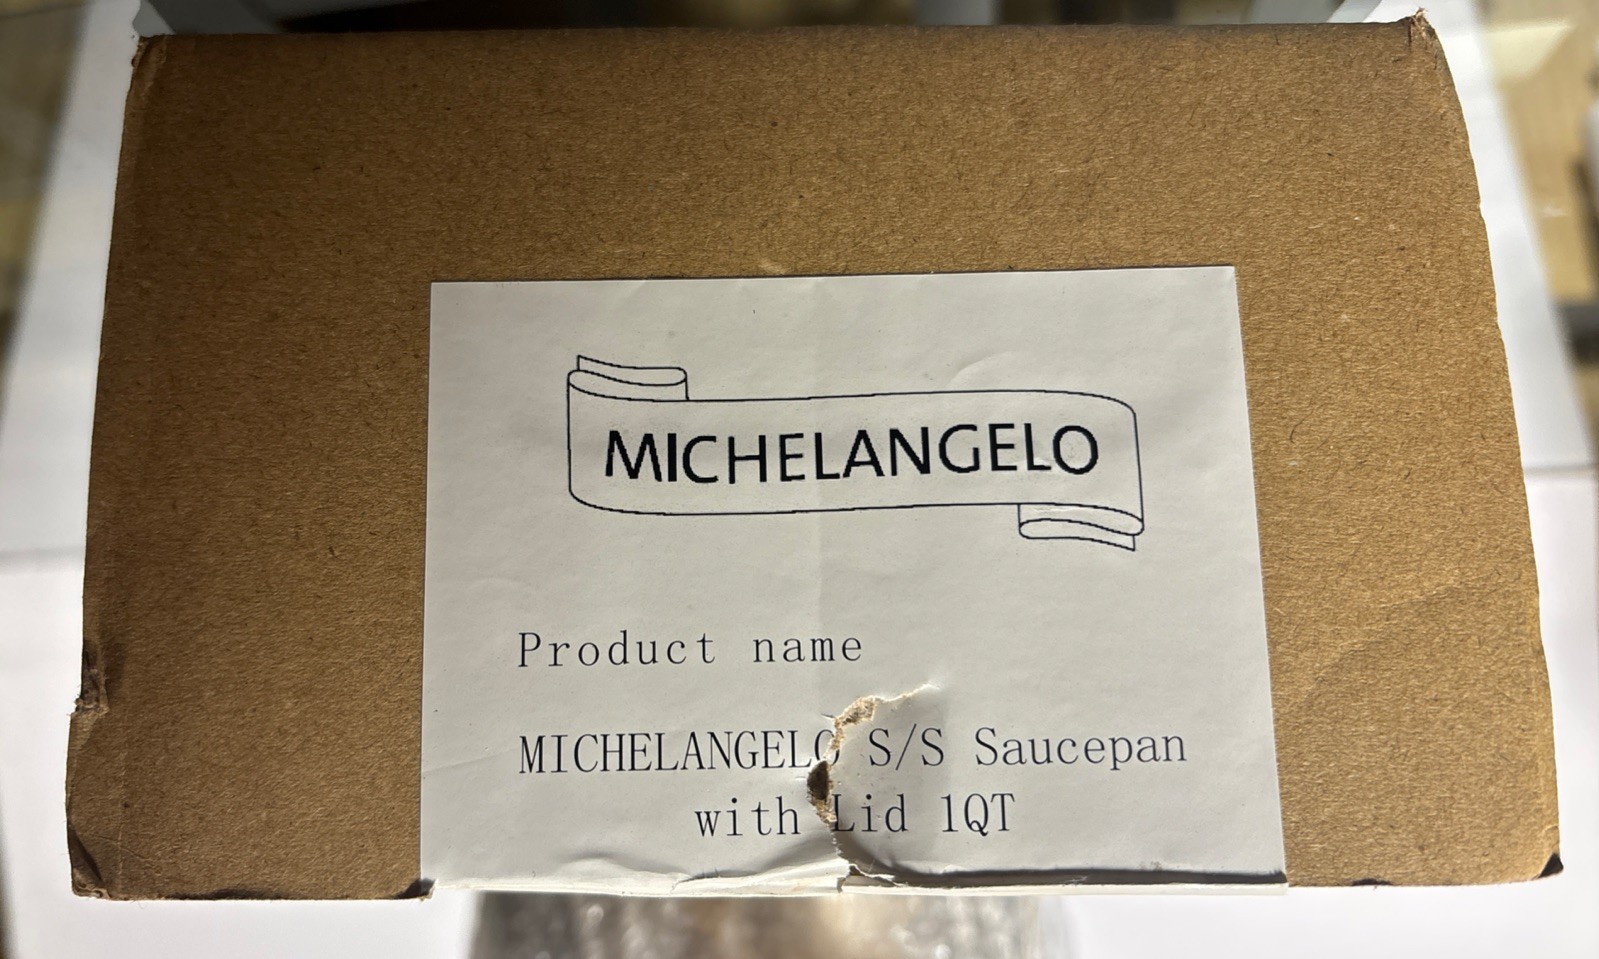 MICHELANGELO
Product name
MICHELANGELO S/S Saucepan
with Lid 1QT